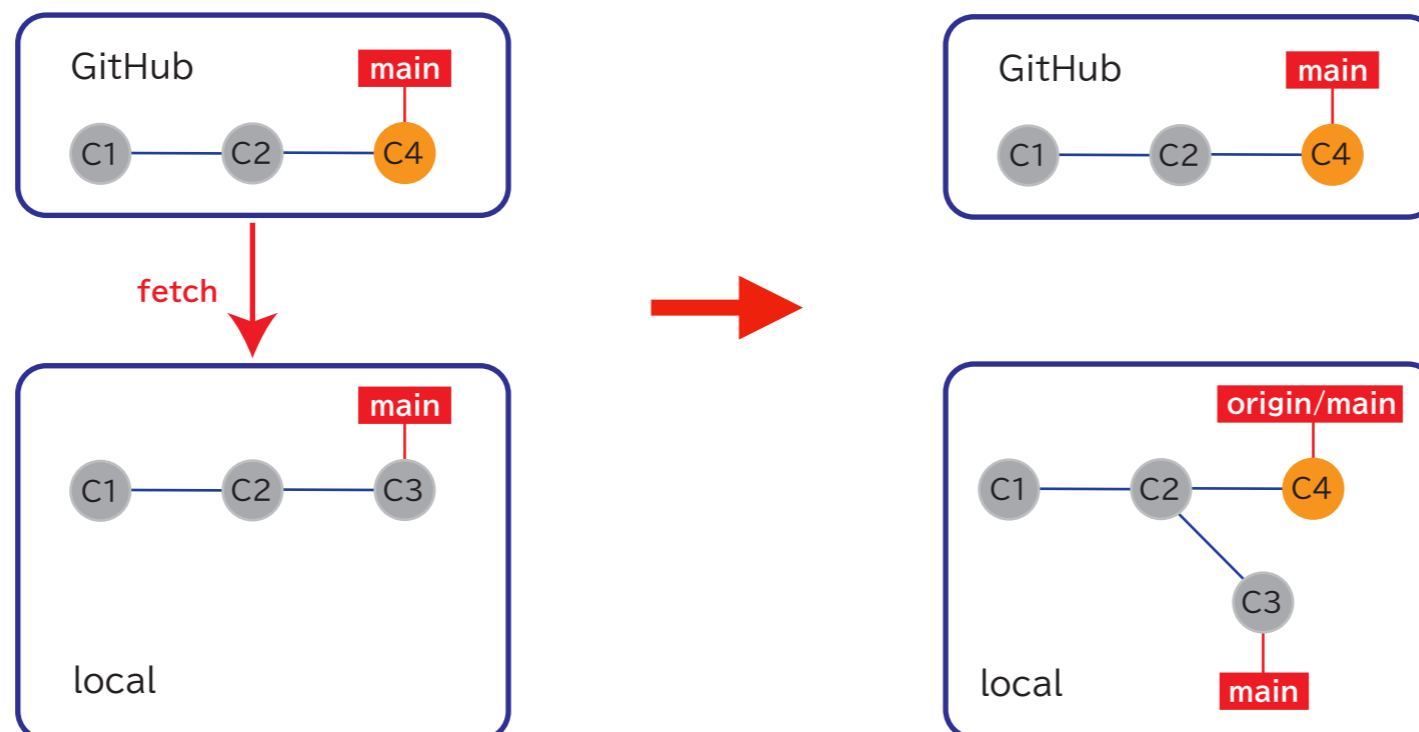 GitHub
main
C1
C2
C4
fetch
main
C1
C2
C3
local
GitHub
main
C1
C2
C4
origin/main
C1
C2
C4
C3
local
main